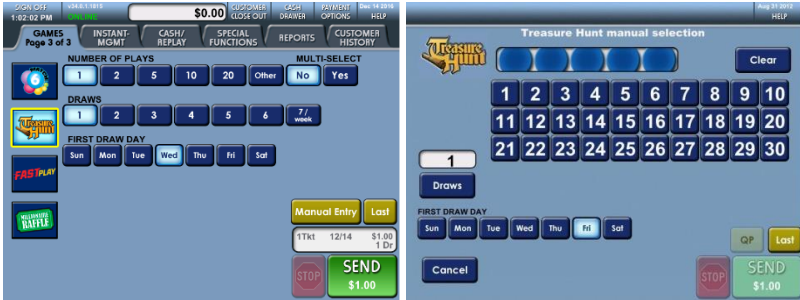 SIGN OFF v34.0.1.1815 $0.00 CUSTOMER CLOSE OUT CASH DRAWER PAYMENT OPTIONS Dec 14 2016
1:02:02 PM ONLINE HELP
GAMES Page 3 of 3 INSTANT-MGMT CASH/ REPLAY SPECIAL FUNCTIONS REPORTS CUSTOMER HISTORY
NUMBER OF PLAYS MULTI-SELECT
1 2 5 10 20 Other No Yes
DRAWS
Treasure Hunt 1 2 3 4 5 6 7/ week
FIRST DRAW DAY
Sun Mon Tue Wed Thu Fri Sat
FAST PLAY
MILLIONAIRE RAFFLE
Manual Entry Last
1Tkt 12/14 $1.00
1 Dr
STOP SEND
$1.00
Aug 31 2012
HELP
Treasure Hunt manual selection
Treasure Hunt Clear
1 2 3 4 5 6 7 8 9 10
11 12 13 14 15 16 17 18 19 20
21 22 23 24 25 26 27 28 29 30
1
Draws
FIRST DRAW DAY
Sun Mon Tue Wed Thu Fri Sat
QP Last
Cancel STOP SEND
$1.00